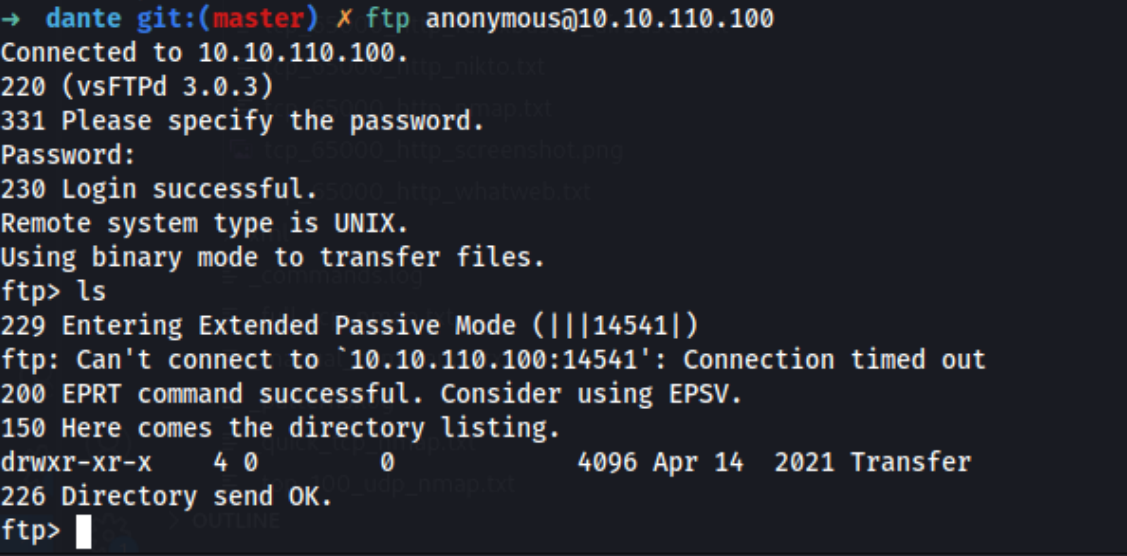 → dante git:(master) ✗ ftp anonymous@10.10.110.100
Connected to 10.10.110.100.
220 (vsFTPd 3.0.3)
331 Please specify the password.
Password:
230 Login successful.
Remote system type is UNIX.
Using binary mode to transfer files.
ftp> ls
229 Entering Extended Passive Mode (|||14541|)
ftp: Can't connect to `10.10.110.100:14541': Connection timed out
200 EPRT command successful. Consider using EPSV.
150 Here comes the directory listing.
drwxr-xr-x    4 0        0            4096 Apr 14  2021 Transfer
226 Directory send OK.
ftp>